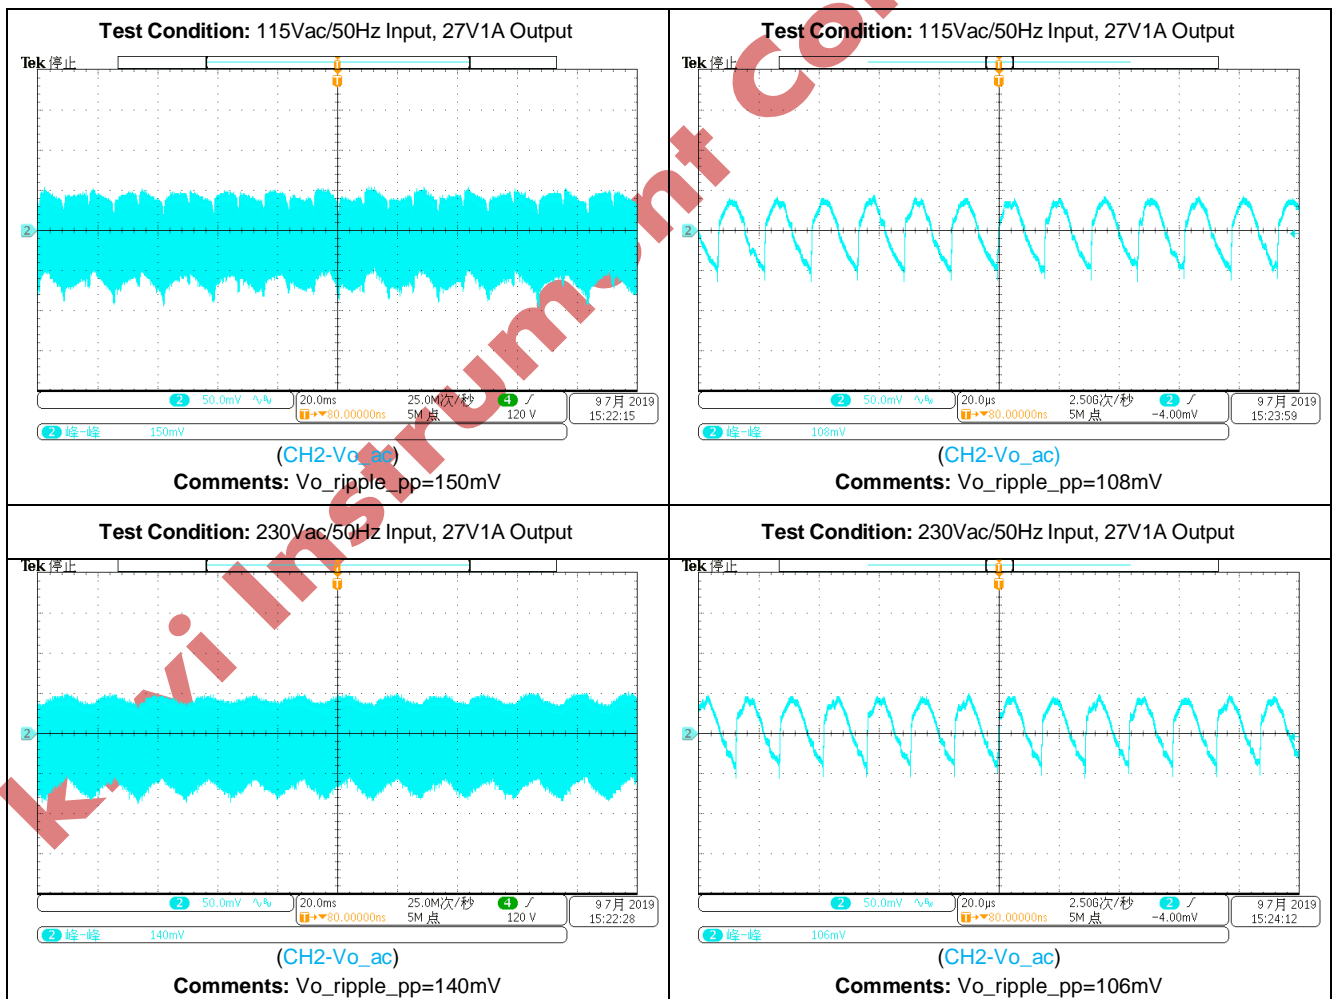 Test Condition: 115Vac/50Hz Input, 27V1A Output
Tek 停止
T
T
2
2 50.0mV
20.0ms
25.0M次/秒
4
T→▼80.00000ns
5M 点
120 V
9 7月 2019
15:22:15
2 峰-峰 150mV
(CH2-Vo_ac)
Comments: Vo_ripple_pp=150mV
Test Condition: 115Vac/50Hz Input, 27V1A Output
Tek 停止
T
T
2
2 50.0mV
20.0µs
2.50G次/秒
2
T→▼80.00000ns
5M 点
-4.00mV
9 7月 2019
15:23:59
2 峰-峰 108mV
(CH2-Vo_ac)
Comments: Vo_ripple_pp=108mV
Test Condition: 230Vac/50Hz Input, 27V1A Output
Tek 停止
T
T
2
2 50.0mV
20.0ms
25.0M次/秒
4
T→▼80.00000ns
5M 点
120 V
9 7月 2019
15:22:28
2 峰-峰 140mV
(CH2-Vo_ac)
Comments: Vo_ripple_pp=140mV
Test Condition: 230Vac/50Hz Input, 27V1A Output
Tek 停止
T
T
2
2 50.0mV
20.0µs
2.50G次/秒
2
T→▼80.00000ns
5M 点
-4.00mV
9 7月 2019
15:24:12
2 峰-峰 106mV
(CH2-Vo_ac)
Comments: Vo_ripple_pp=106mV
Instrument